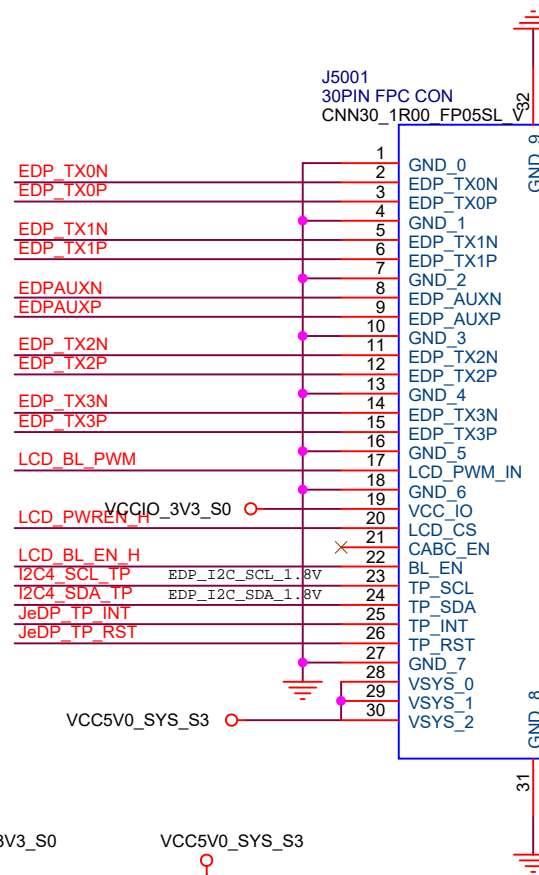 J5001
30PIN FPC CON
CNN30_1R00_FP05SL_V
32
GND_9
1 GND_0
EDP_TX0N 2 EDP_TX0N
EDP_TX0P 3 EDP_TX0P
4 GND_1
EDP_TX1N 5 EDP_TX1N
EDP_TX1P 6 EDP_TX1P
7 GND_2
EDPAUXN 8 EDP_AUXN
EDPAUXP 9 EDP_AUXP
10 GND_3
EDP_TX2N 11 EDP_TX2N
EDP_TX2P 12 EDP_TX2P
13 GND_4
EDP_TX3N 14 EDP_TX3N
EDP_TX3P 15 EDP_TX3P
16 GND_5
LCD_BL_PWM 17 LCD_PWM_IN
18 GND_6
VCCIO_3V3_S0 19 VCC_IO
LCD_PWREN_H 20 LCD_CS
21 CABC_EN
LCD_BL_EN_H 22 BL_EN
I2C4_SCL_TP EDP_I2C_SCL_1.8V 23 TP_SCL
I2C4_SDA_TP EDP_I2C_SDA_1.8V 24 TP_SDA
JeDP_TP_INT 25 TP_INT
JeDP_TP_RST 26 TP_RST
27 GND_7
28 VSYS_0
29 VSYS_1
VCC5V0_SYS_S3 30 VSYS_2
GND_8
31
3V3_S0 VCC5V0_SYS_S3